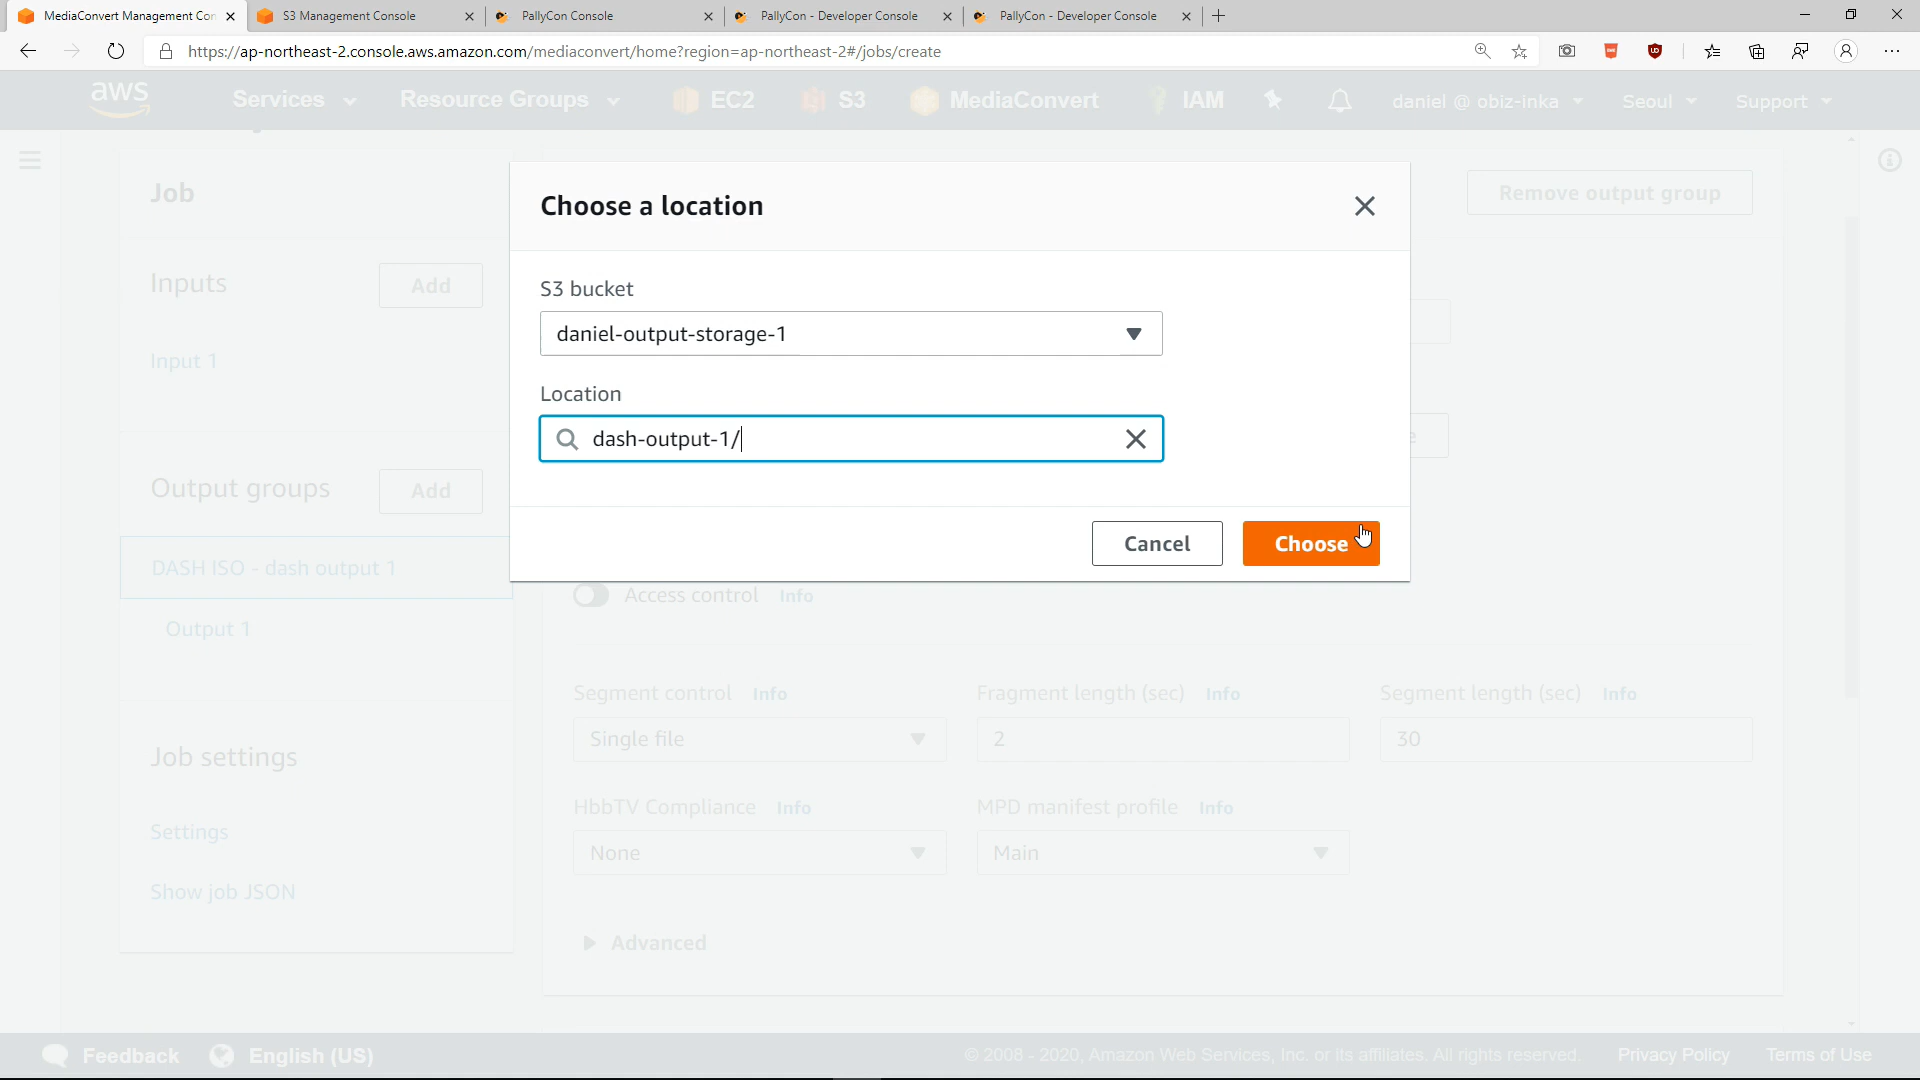 MediaConvert Management Con
S3 Management Console
PallyCon Console
PallyCon - Developer Console
PallyCon - Developer Console
https://ap-northeast-2.console.aws.amazon.com/mediaconvert/home?region=ap-northeast-2#/jobs/create
aws
Services
Resource Groups
EC2
S3
MediaConvert
IAM
daniel @ obiz-inka
Seoul
Support
Job
Remove output group
Inputs
Add
Input 1
Output groups
Add
DASH ISO - dash output 1
Output 1
Job settings
Settings
Show job JSON
Choose a location
S3 bucket
daniel-output-storage-1
Location
dash-output-1/
Cancel
Choose
Access control Info
Segment control Info
Fragment length (sec) Info
Segment length (sec) Info
Single file
2
30
HbbTV Compliance Info
MPD manifest profile Info
None
Main
Advanced
Feedback
English (US)
© 2008 - 2020, Amazon Web Services, Inc. or its affiliates. All rights reserved.
Privacy Policy
Terms of Use